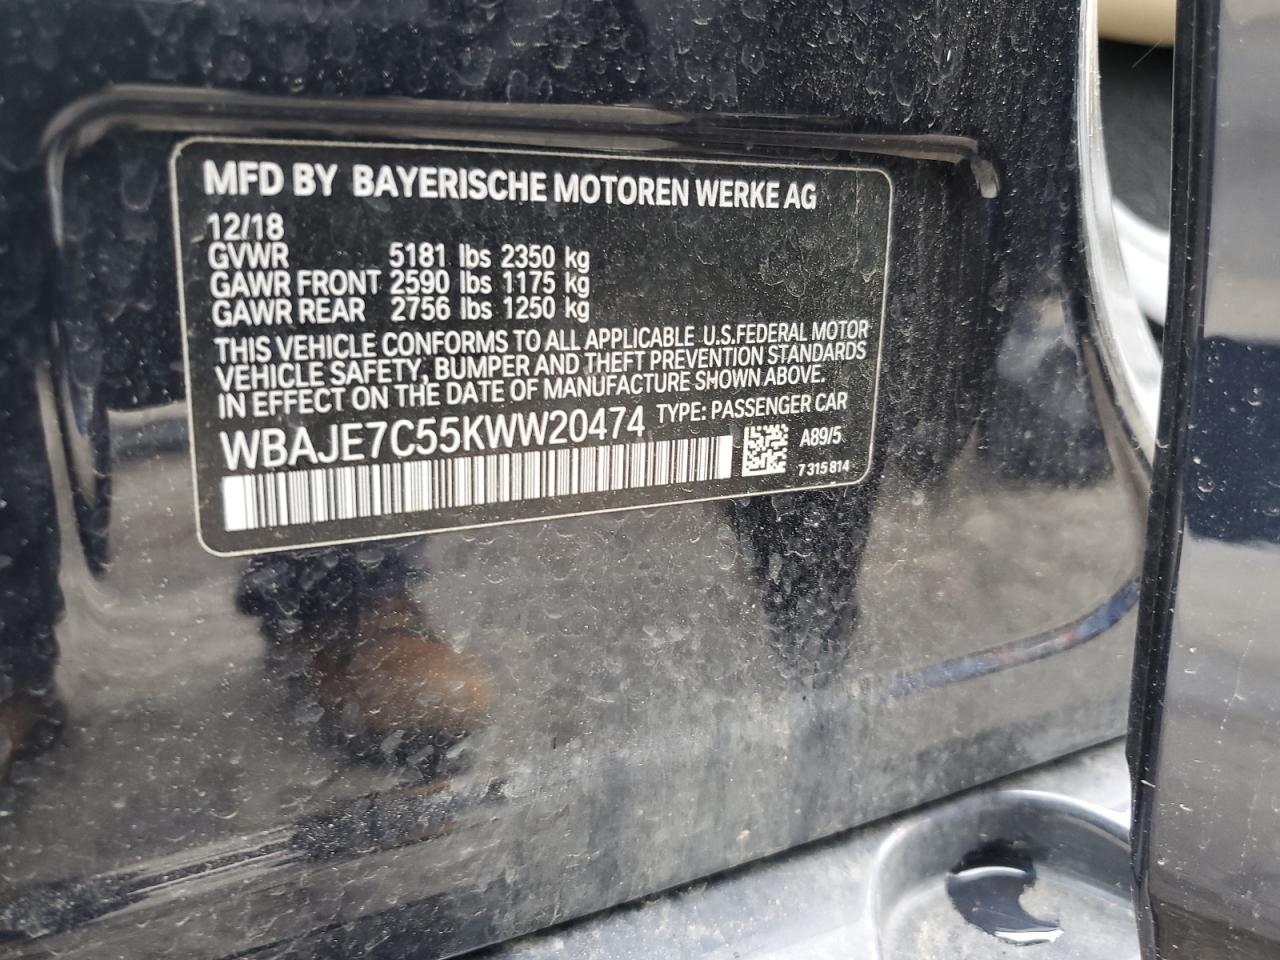 MFD BY BAYERISCHE MOTOREN WERKE AG
12/18
GVWR 5181 lbs 2350 kg
GAWR FRONT 2590 lbs 1175 kg
GAWR REAR 2756 lbs 1250 kg
THIS VEHICLE CONFORMS TO ALL APPLICABLE U.S.FEDERAL MOTOR
VEHICLE SAFETY, BUMPER AND THEFT PREVENTION STANDARDS
IN EFFECT ON THE DATE OF MANUFACTURE SHOWN ABOVE.
WBAJE7C55KWW20474 TYPE: PASSENGER CAR
A89/5
7 315 814